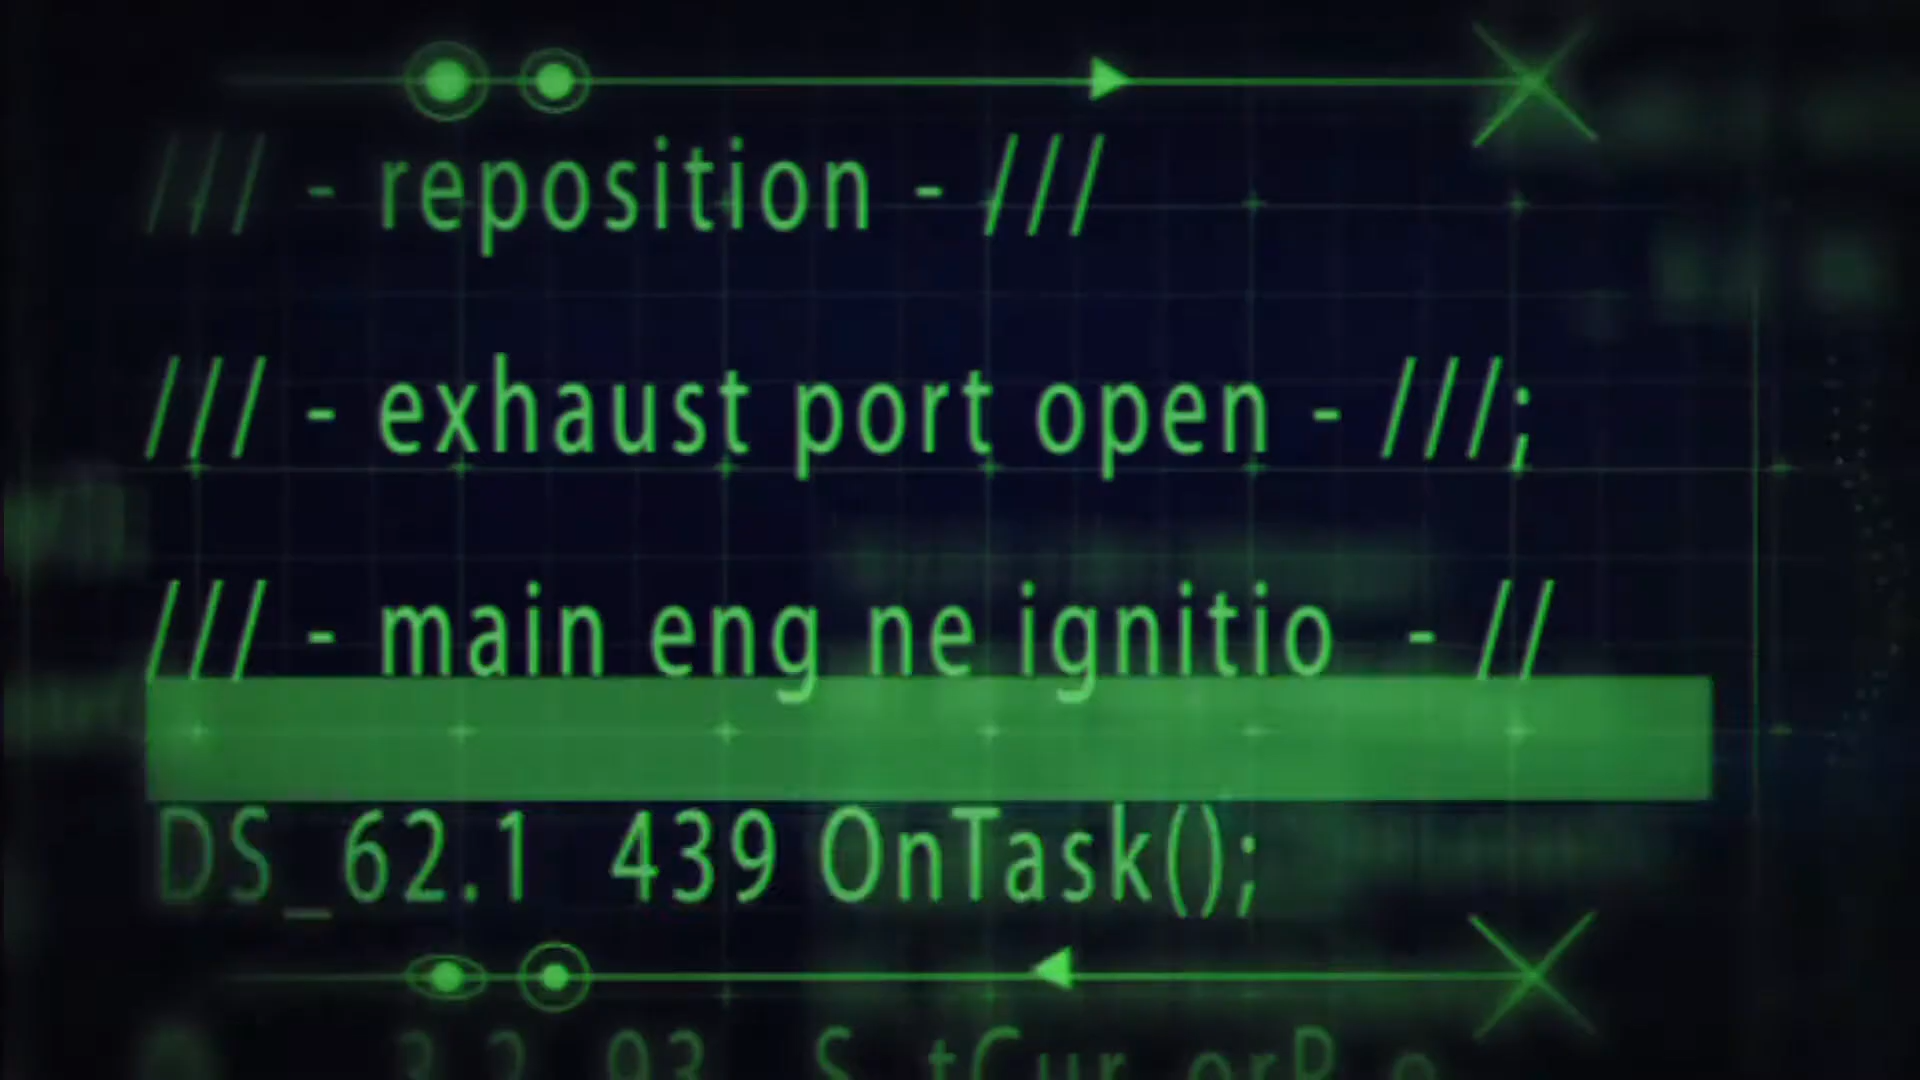 /// - reposition - ///
/// - exhaust port open - ///;
/// - main eng ne ignitio  - //
DS_62.1  439 OnTask();